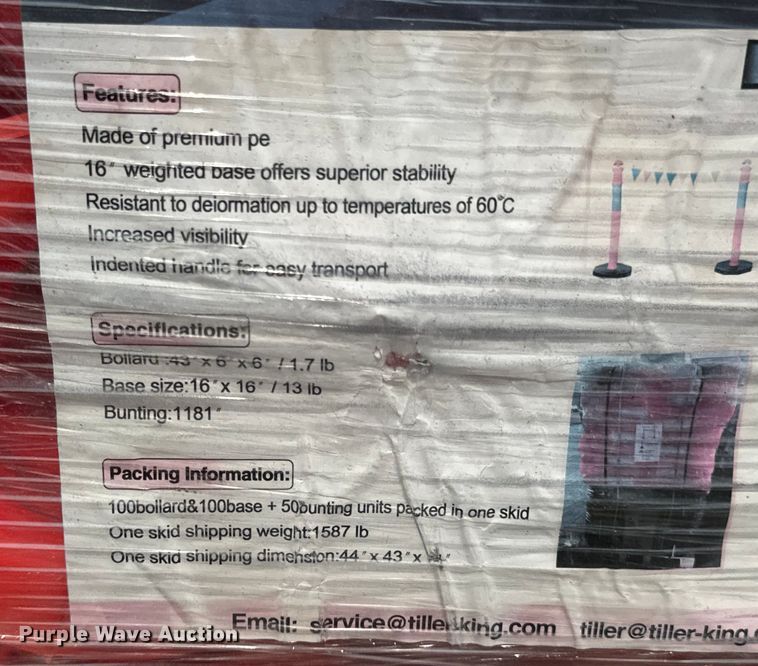 Features:
Made of premium pe
16" weighted base offers superior stability
Resistant to deiormation up to temperatures of 60℃
Increased visibility
Indented handle for easy transport
Specifications:
Bollard :43" x 6" x 6" / 1.7 lb
Base size:16"x 16" / 13 lb
Bunting:1181"
Packing Information:
100bollard&100base + 50bunting units packed in one skid
One skid shipping weight:1587 lb
One skid shipping dimension:44"x 43"x
Email: service@tiller-king.com tiller@tiller-king.
Purple Wave Auction